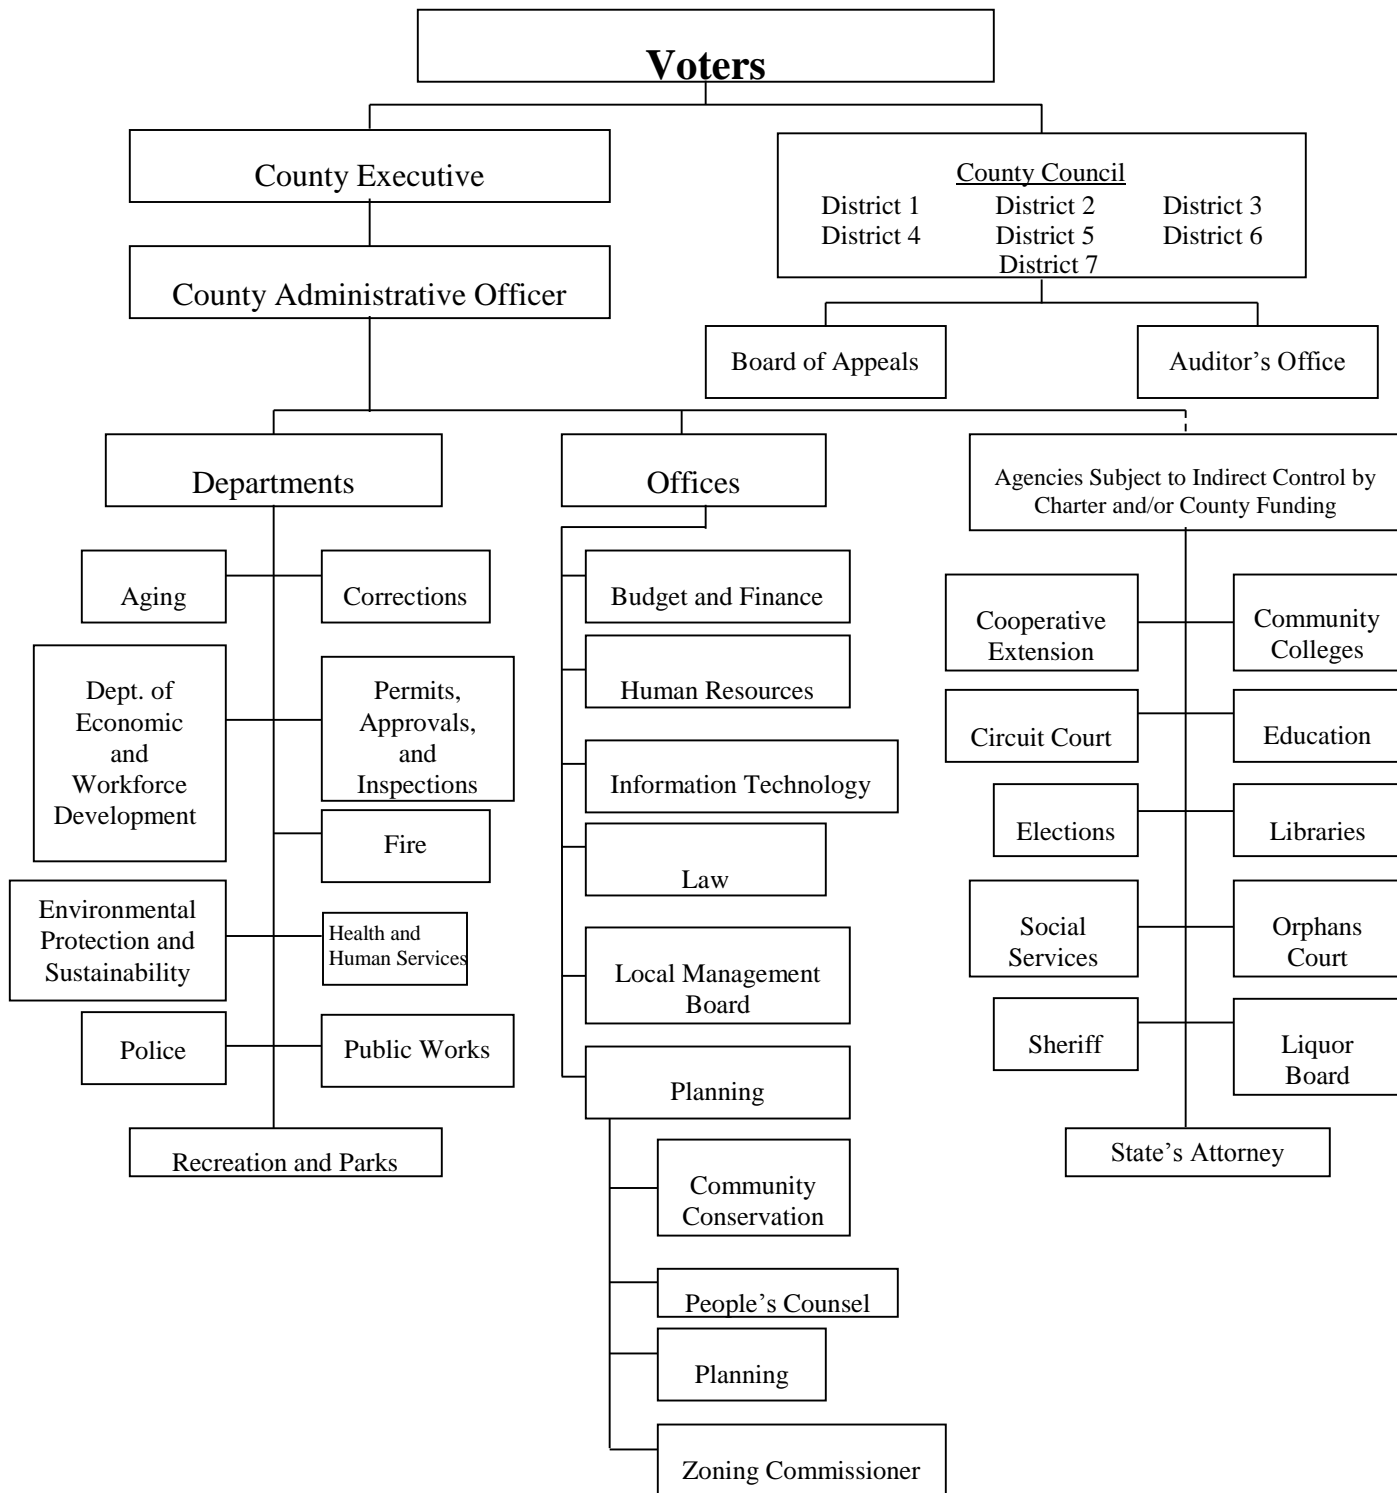 Voters
County Executive
County Council
District 1 District 2 District 3
District 4 District 5 District 6
District 7
County Administrative Officer
Board of Appeals
Auditor’s Office
Departments
Offices
Agencies Subject to Indirect Control by
Charter and/or County Funding
Aging
Corrections
Dept. of
Economic
and
Workforce
Development
Permits,
Approvals,
and
Inspections
Fire
Environmental
Protection and
Sustainability
Health and
Human Services
Police
Public Works
Recreation and Parks
Budget and Finance
Human Resources
Information Technology
Law
Local Management
Board
Planning
Community
Conservation
People’s Counsel
Planning
Zoning Commissioner
Cooperative
Extension
Community
Colleges
Circuit Court
Education
Elections
Libraries
Social
Services
Orphans
Court
Sheriff
Liquor
Board
State’s Attorney